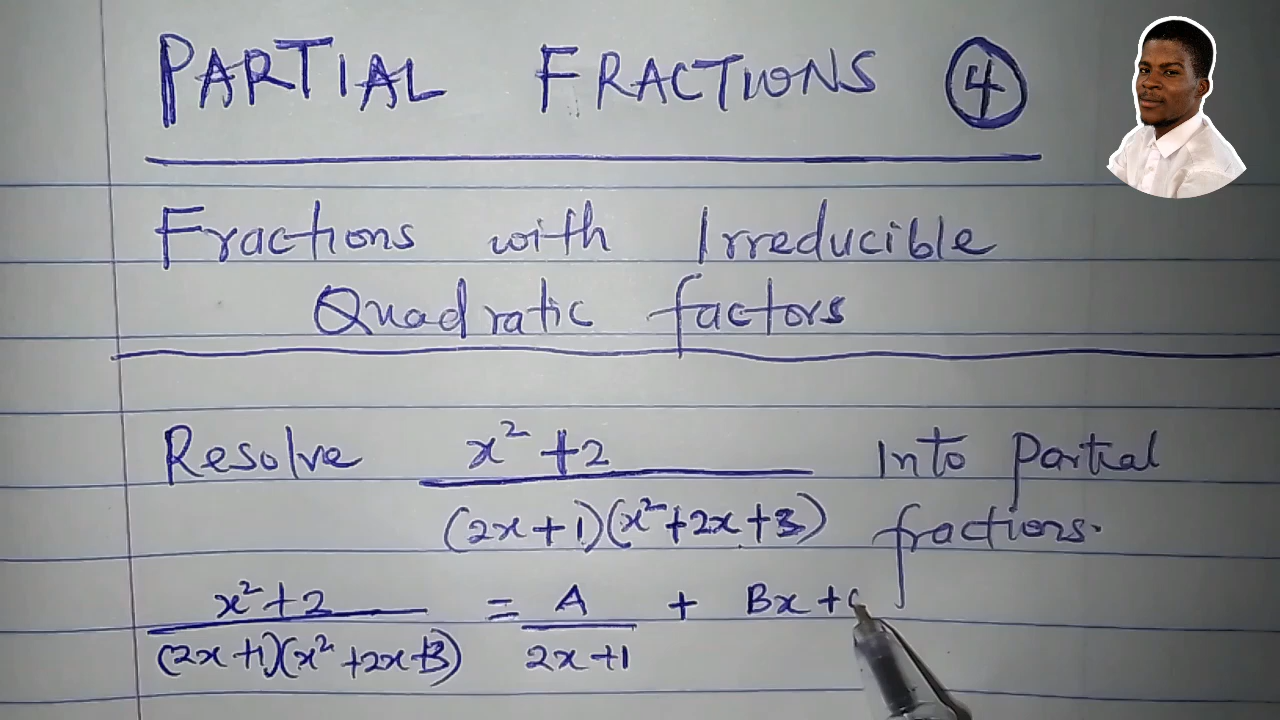 PARTIAL FRACTIONS ④
Fractions with Irreducible
Quadratic factors
Resolve x²+2 / (2x+1)(x²+2x+3) Into Partial
fractions.
x²+2 / (2x+1)(x²+2x+3) = A / 2x+1 + Bx+C